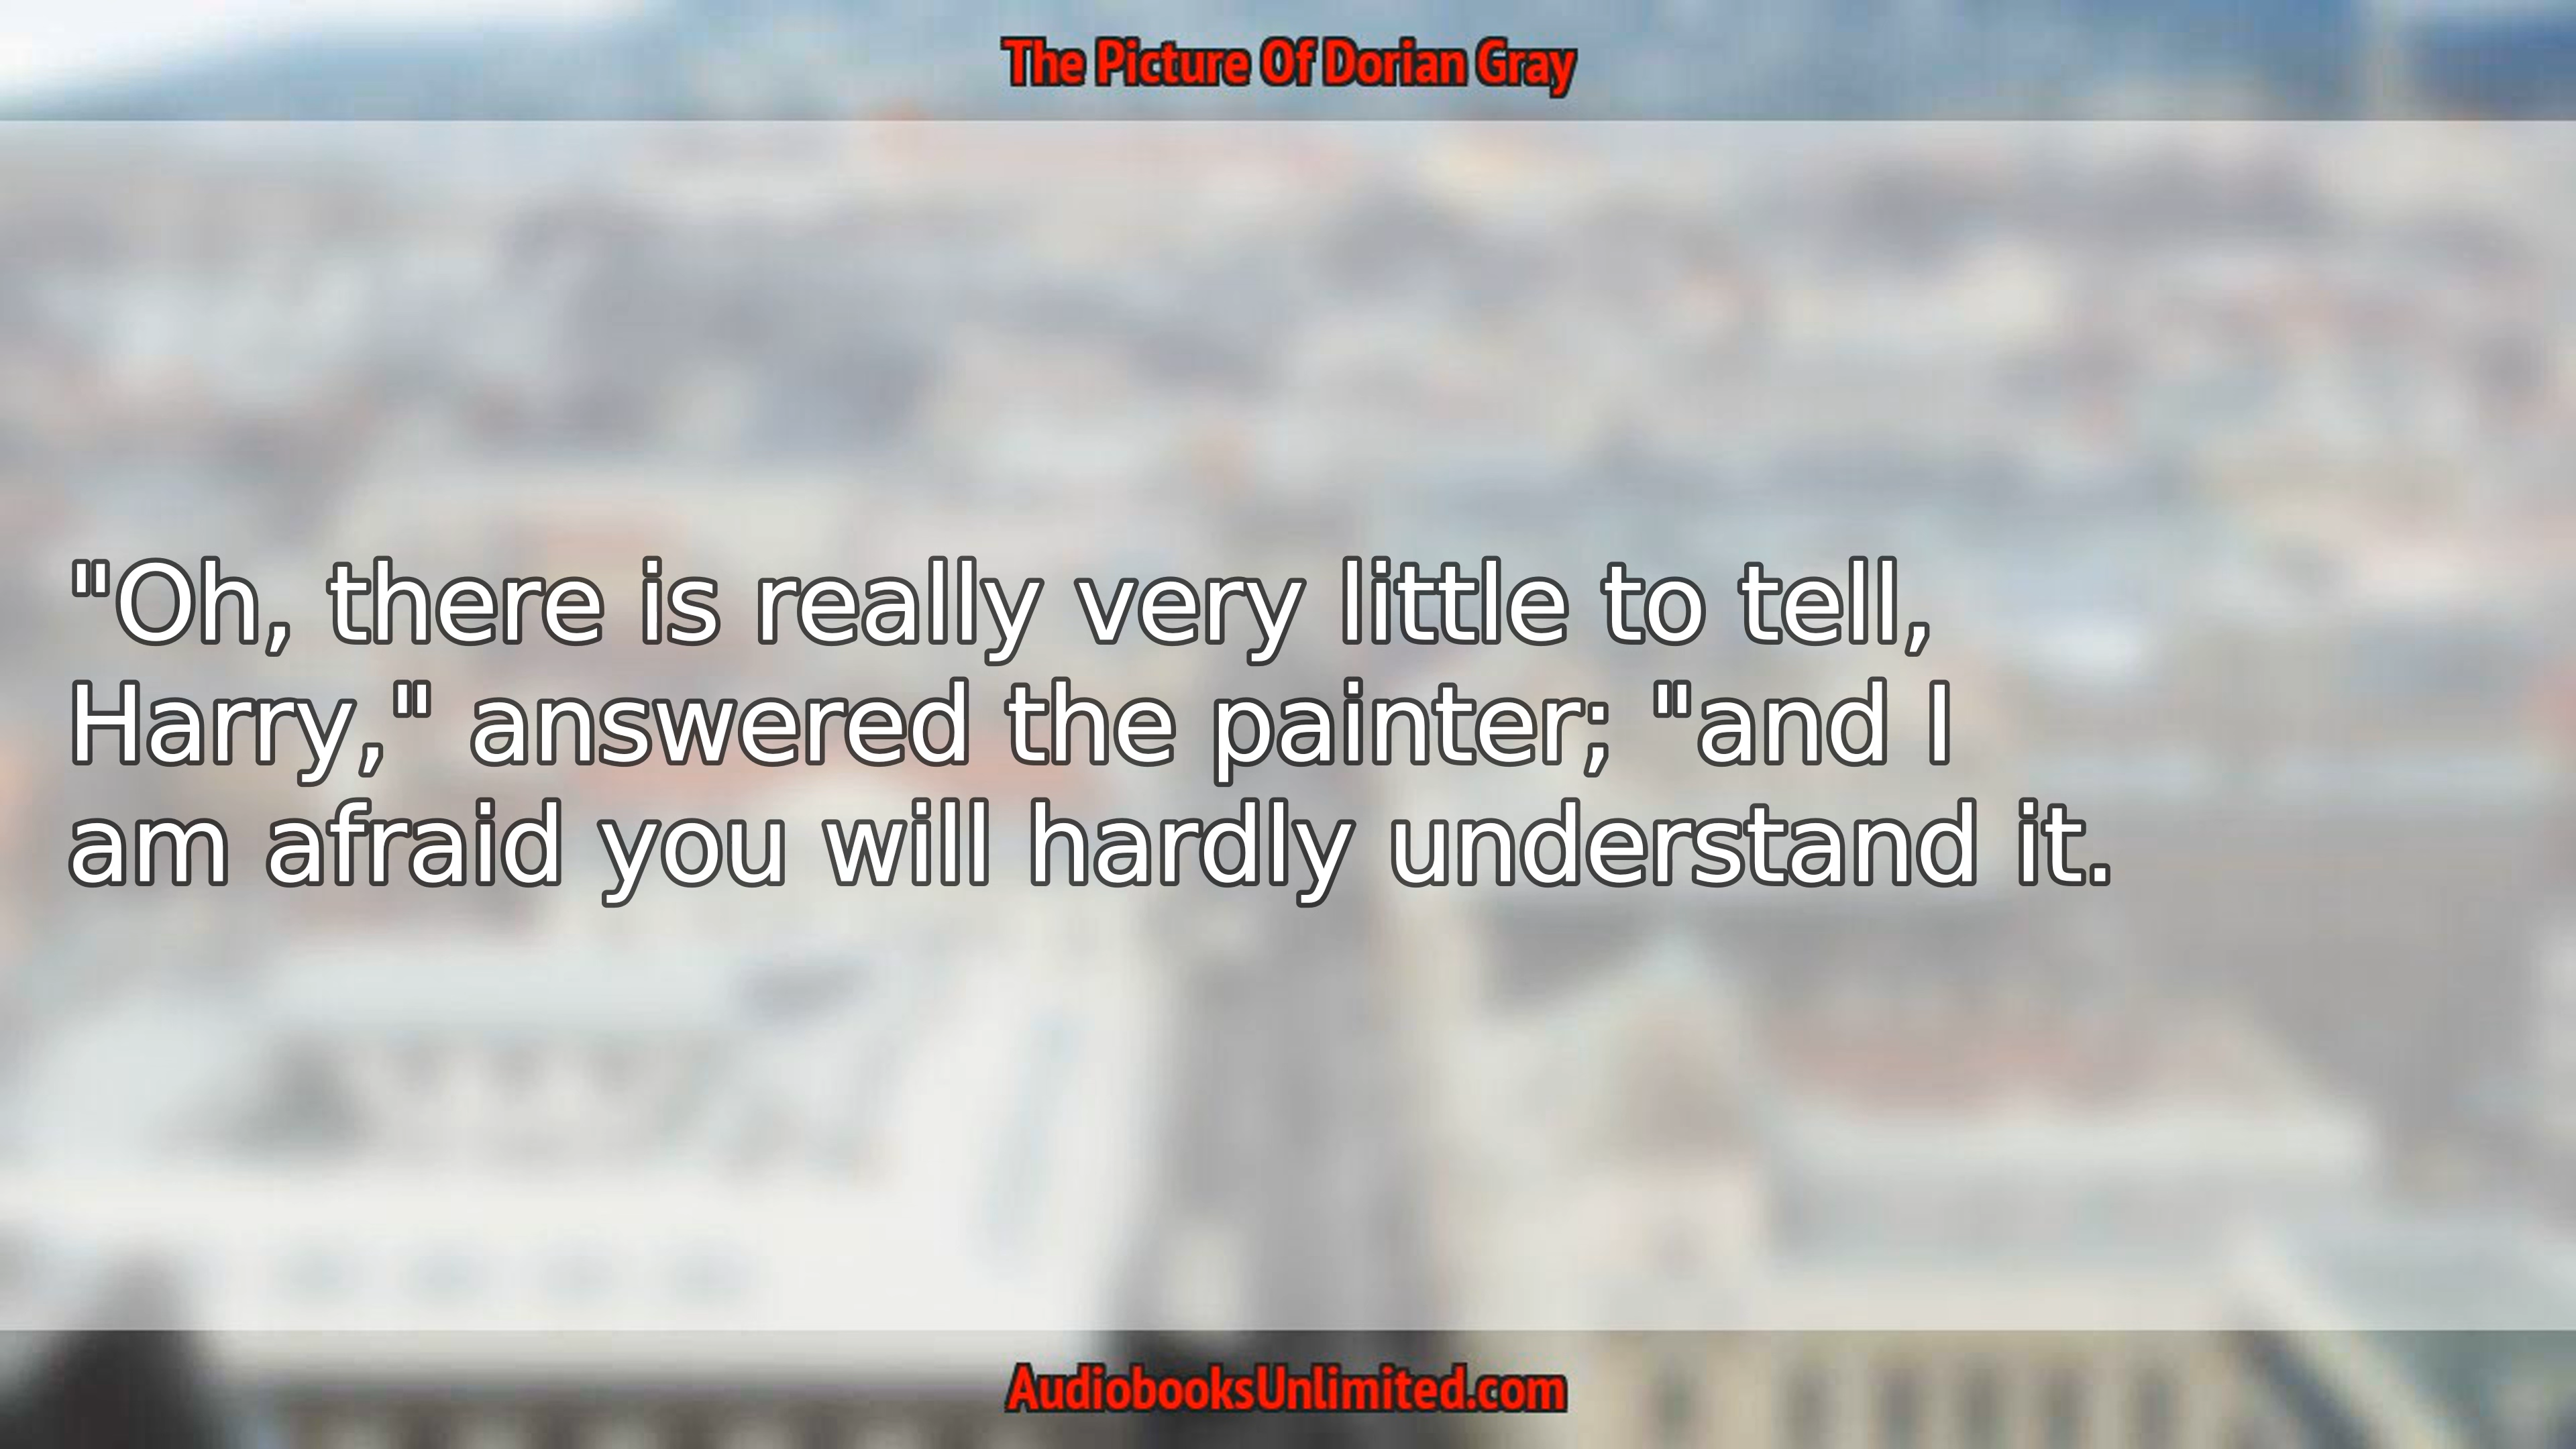 The Picture Of Dorian Gray
"Oh, there is really very little to tell,
Harry," answered the painter; "and I
am afraid you will hardly understand it.
AudiobooksUnlimited.com